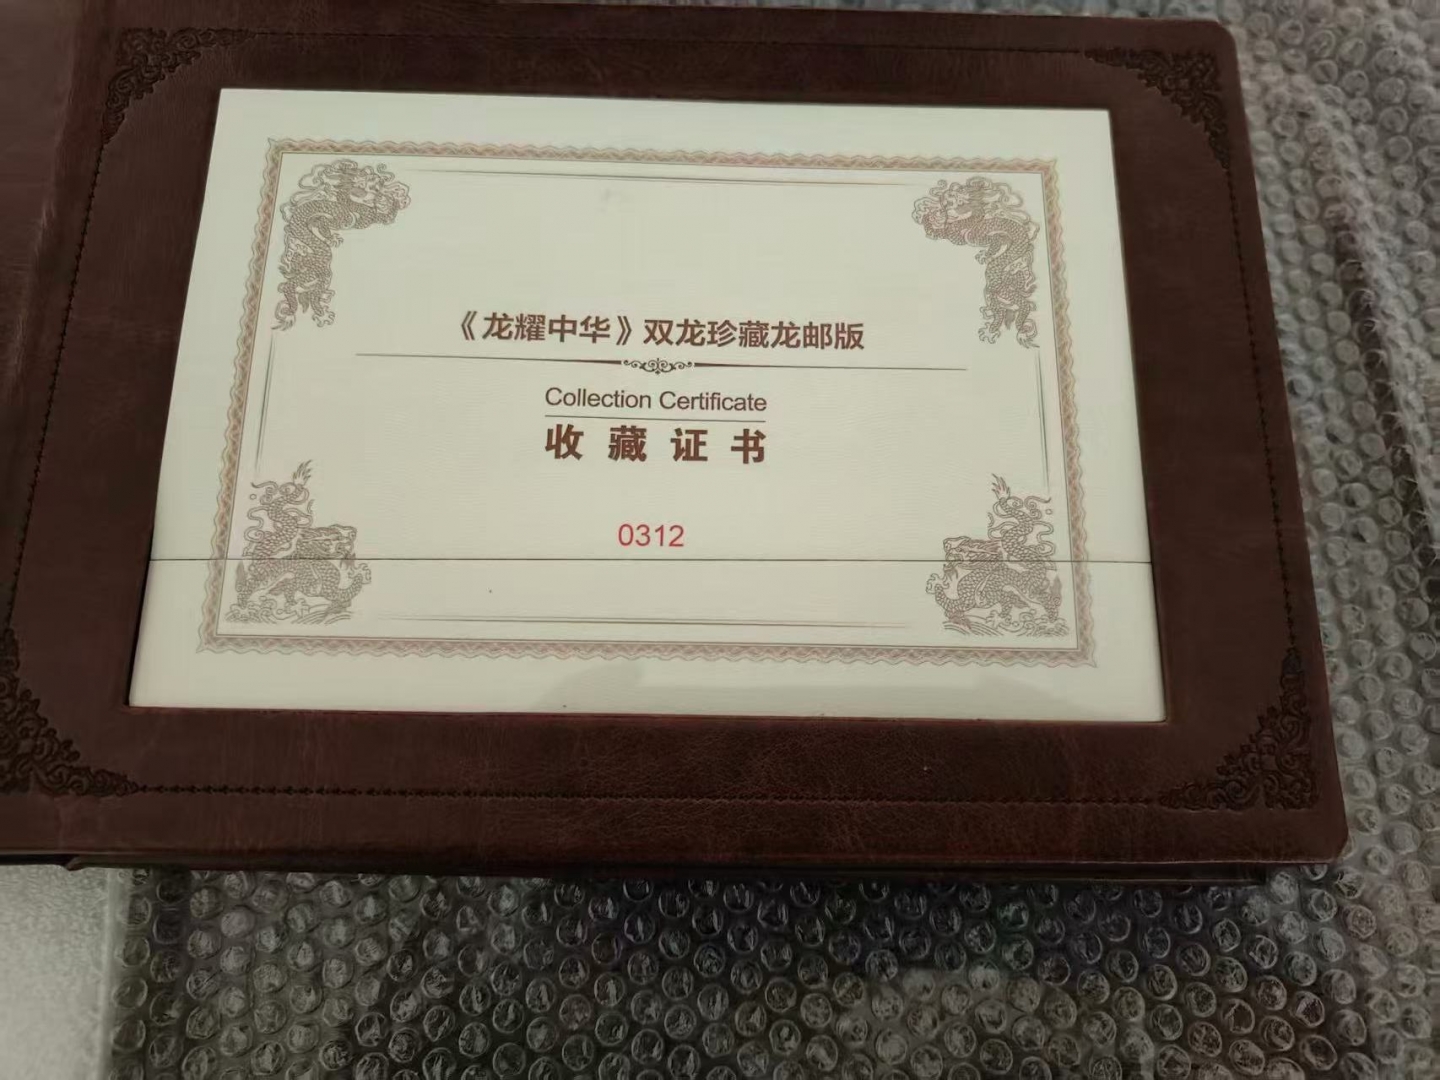 《龙耀中华》双龙珍藏龙邮版
Collection Certificate
收藏证书
0312